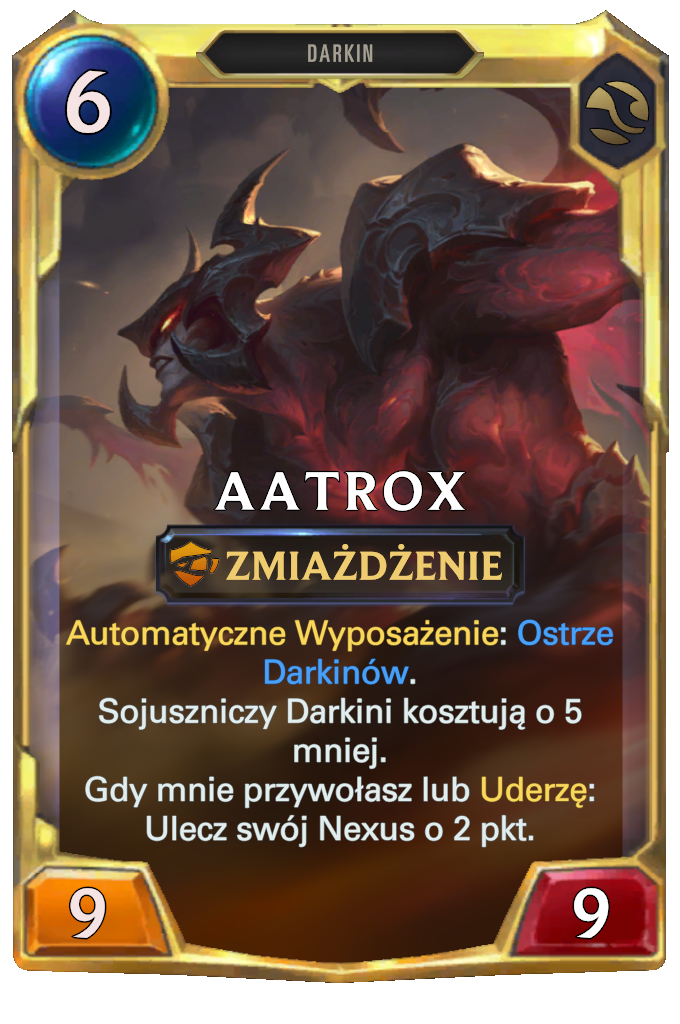 DARKIN
6
AATROX
ZMIAŻDŻENIE
Automatyczne Wyposażenie: Ostrze
Darkinów.
Sojuszniczy Darkini kosztują o 5
mniej.
Gdy mnie przywołasz lub Uderzę:
Ulecz swój Nexus o 2 pkt.
9
9